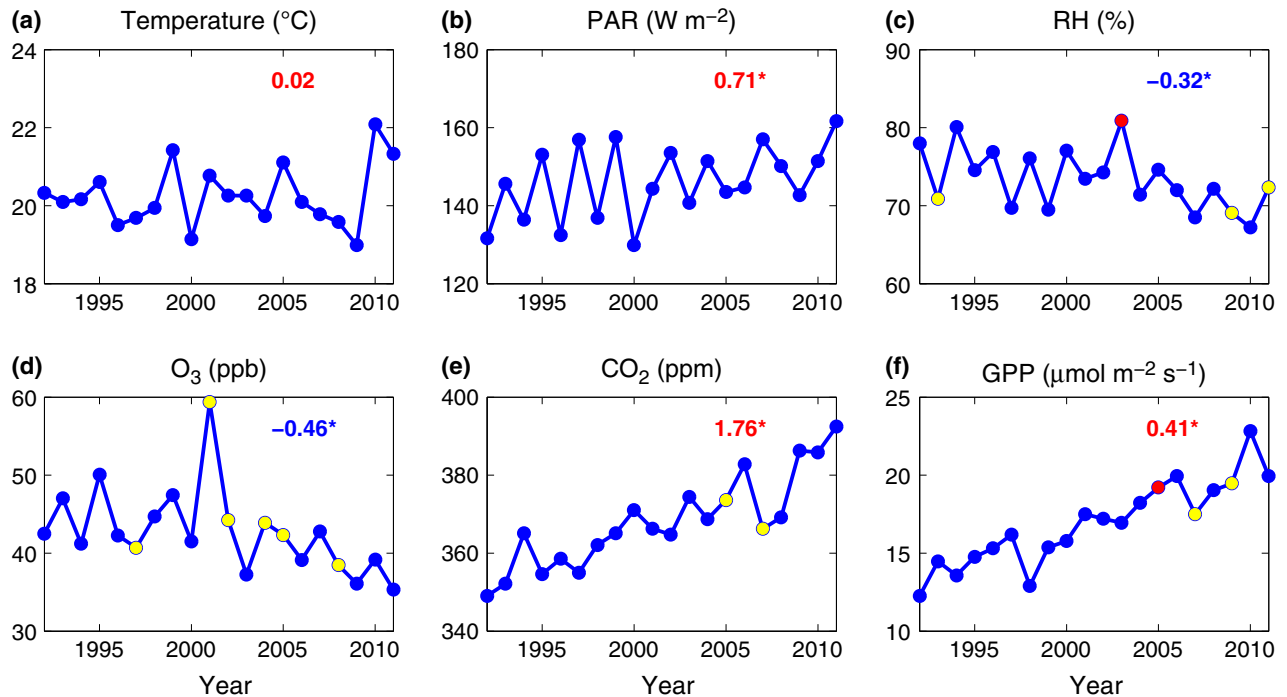 (a) Temperature (°C)
24
22
20
18
0.02
1995 2000 2005 2010
(b) PAR (W m⁻²)
180
160
140
120
0.71*
1995 2000 2005 2010
(c) RH (%)
90
80
70
60
−0.32*
1995 2000 2005 2010
(d) O₃ (ppb)
60
50
40
30
−0.46*
1995 2000 2005 2010
Year
(e) CO₂ (ppm)
400
380
360
340
1.76*
1995 2000 2005 2010
Year
(f) GPP (μmol m⁻² s⁻¹)
25
20
15
10
0.41*
1995 2000 2005 2010
Year